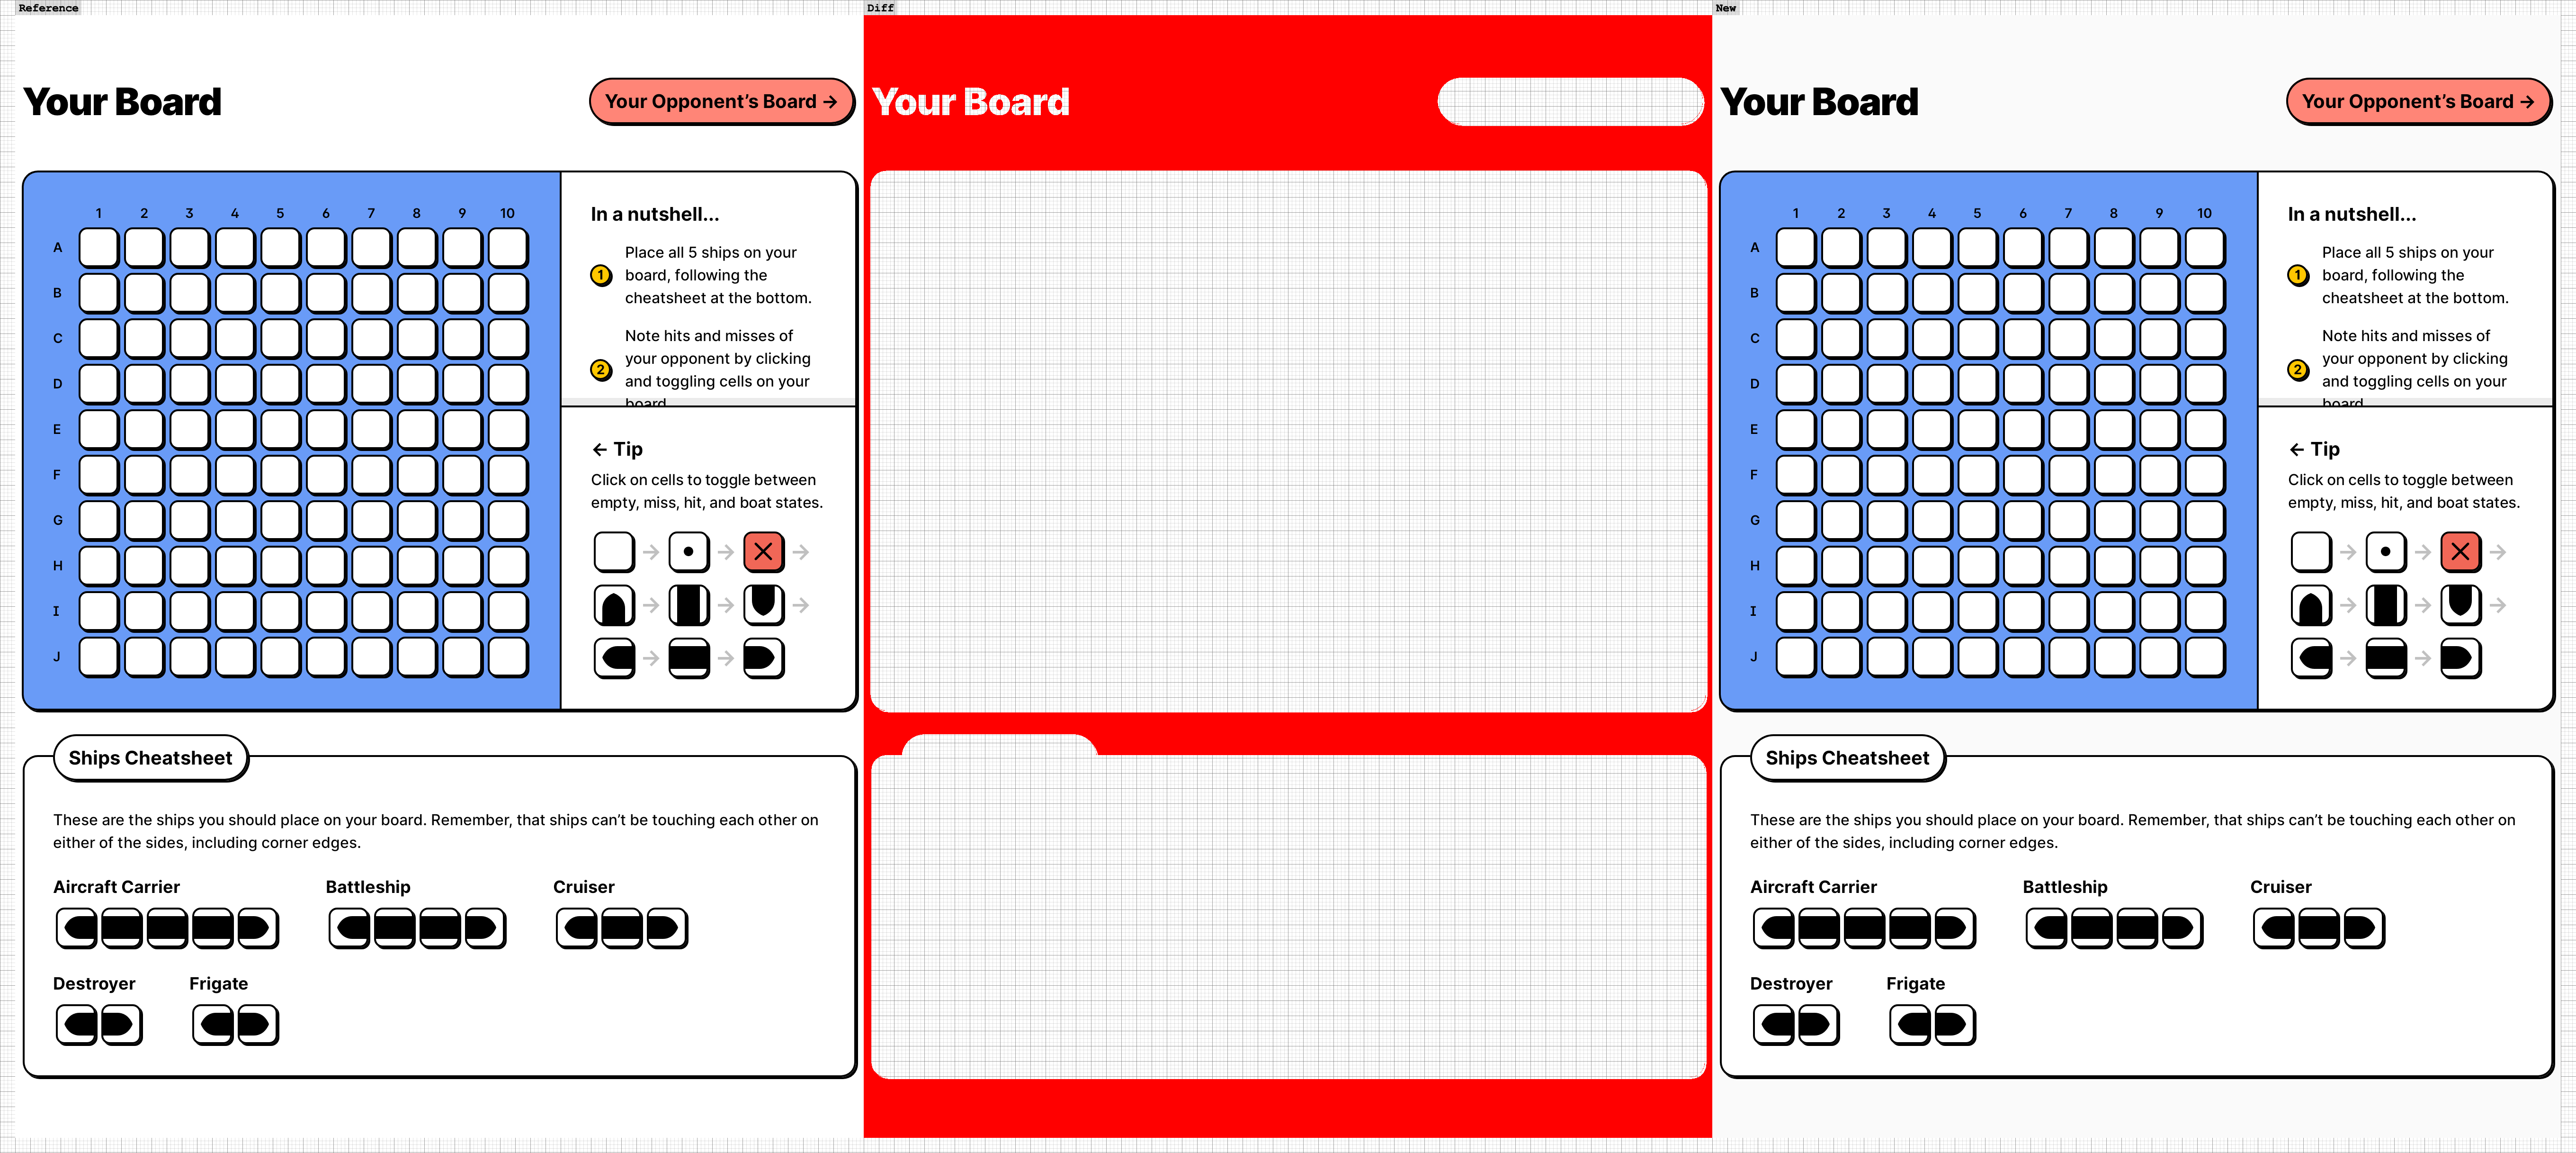 Reference
Your Board
Your Opponent’s Board →
1 2 3 4 5 6 7 8 9 10
A
B
C
D
E
F
G
H
I
J
In a nutshell...
1
Place all 5 ships on your
board, following the
cheatsheet at the bottom.
2
Note hits and misses of
your opponent by clicking
and toggling cells on your
board
← Tip
Click on cells to toggle between
empty, miss, hit, and boat states.
Ships Cheatsheet
These are the ships you should place on your board. Remember, that ships can’t be touching each other on
either of the sides, including corner edges.
Aircraft Carrier
Battleship
Cruiser
Destroyer
Frigate
Diff
Your Board
New
Your Board
Your Opponent’s Board →
1 2 3 4 5 6 7 8 9 10
A
B
C
D
E
F
G
H
I
J
In a nutshell...
1
Place all 5 ships on your
board, following the
cheatsheet at the bottom.
2
Note hits and misses of
your opponent by clicking
and toggling cells on your
board
← Tip
Click on cells to toggle between
empty, miss, hit, and boat states.
Ships Cheatsheet
These are the ships you should place on your board. Remember, that ships can’t be touching each other on
either of the sides, including corner edges.
Aircraft Carrier
Battleship
Cruiser
Destroyer
Frigate